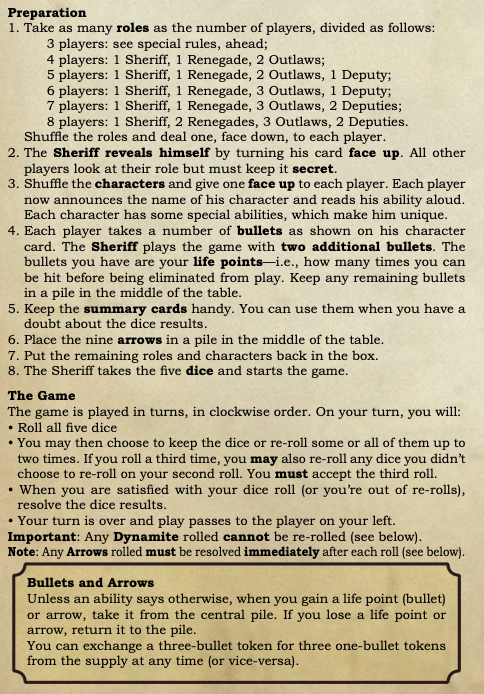 Preparation
1. Take as many roles as the number of players, divided as follows:
3 players: see special rules, ahead;
4 players: 1 Sheriff, 1 Renegade, 2 Outlaws;
5 players: 1 Sheriff, 1 Renegade, 2 Outlaws, 1 Deputy;
6 players: 1 Sheriff, 1 Renegade, 3 Outlaws, 1 Deputy;
7 players: 1 Sheriff, 1 Renegade, 3 Outlaws, 2 Deputies;
8 players: 1 Sheriff, 2 Renegades, 3 Outlaws, 2 Deputies.
Shuffle the roles and deal one, face down, to each player.
2. The Sheriff reveals himself by turning his card face up. All other
players look at their role but must keep it secret.
3. Shuffle the characters and give one face up to each player. Each player
now announces the name of his character and reads his ability aloud.
Each character has some special abilities, which make him unique.
4. Each player takes a number of bullets as shown on his character
card. The Sheriff plays the game with two additional bullets. The
bullets you have are your life points—i.e., how many times you can
be hit before being eliminated from play. Keep any remaining bullets
in a pile in the middle of the table.
5. Keep the summary cards handy. You can use them when you have a
doubt about the dice results.
6. Place the nine arrows in a pile in the middle of the table.
7. Put the remaining roles and characters back in the box.
8. The Sheriff takes the five dice and starts the game.
The Game
The game is played in turns, in clockwise order. On your turn, you will:
• Roll all five dice
• You may then choose to keep the dice or re-roll some or all of them up to
two times. If you roll a third time, you may also re-roll any dice you didn't
choose to re-roll on your second roll. You must accept the third roll.
• When you are satisfied with your dice roll (or you're out of re-rolls),
resolve the dice results.
• Your turn is over and play passes to the player on your left.
Important: Any Dynamite rolled cannot be re-rolled (see below).
Note: Any Arrows rolled must be resolved immediately after each roll (see below).
Bullets and Arrows
Unless an ability says otherwise, when you gain a life point (bullet)
or arrow, take it from the central pile. If you lose a life point or
arrow, return it to the pile.
You can exchange a three-bullet token for three one-bullet tokens
from the supply at any time (or vice-versa).